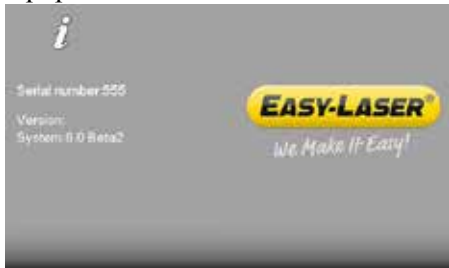 Serial number:555
Version:
System 6.0 Beta2
EASY-LASER®
We Make It Easy!